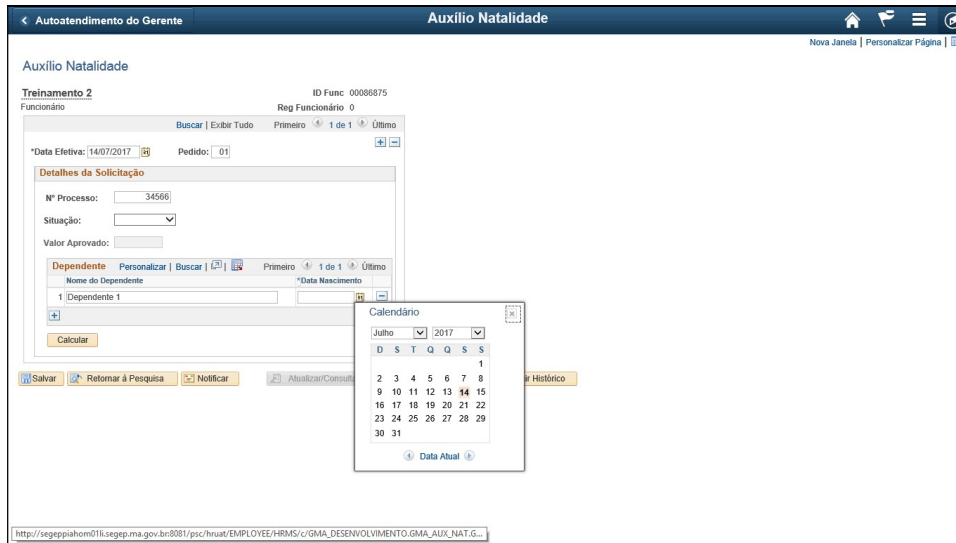 Autoatendimento do Gerente
Auxílio Natalidade
Nova Janela | Personalizar Página |
Auxílio Natalidade
Treinamento 2
ID Func 00086875
Funcionário
Reg Funcionário 0
Buscar | Exibir Tudo Primeiro 1 de 1 Último
*Data Efetiva: 14/07/2017 Pedido: 01
Detalhes da Solicitação
Nº Processo: 34566
Situação:
Valor Aprovado:
Dependente Personalizar | Buscar | | Primeiro 1 de 1 Último
Nome do Dependente *Data Nascimento
1 Dependente 1
Calendário
Calcular
Julho 2017
D S T Q Q S S
1
2 3 4 5 6 7 8
9 10 11 12 13 14 15
16 17 18 19 20 21 22
23 24 25 26 27 28 29
30 31
Data Atual
Salvar Retornar à Pesquisa Notificar Atualizar/Consulta ir Histórico
http://segeppiahom01li.segep.ma.gov.br:8081/psc/hruat/EMPLOYEE/HRMS/c/GMA_DESENVOLVIMENTO.GMA_AUX_NAT.G...